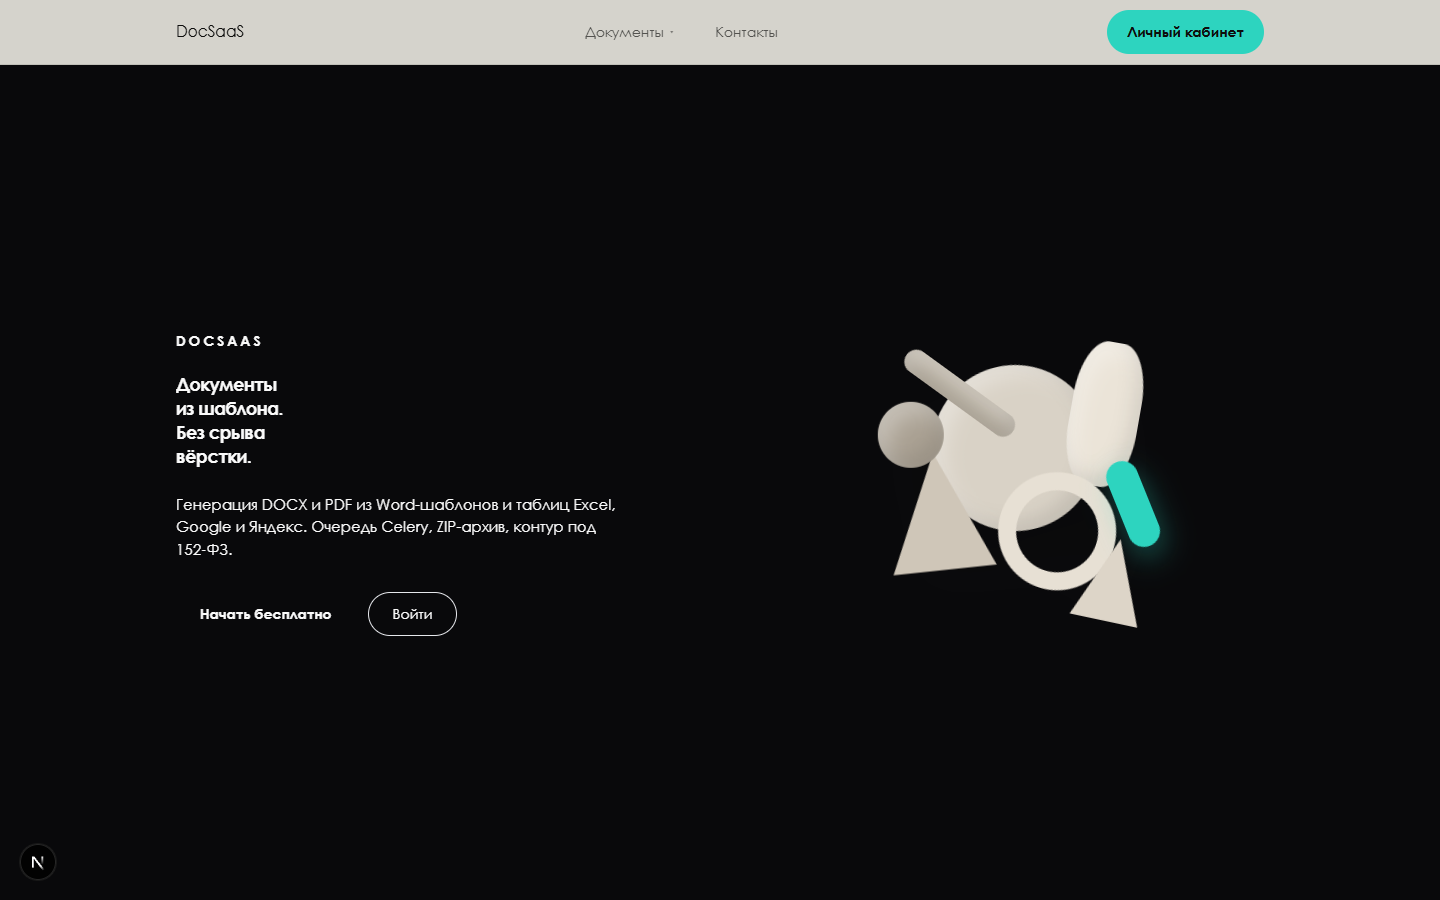 DocSaaS
Документы
Контакты
Личный кабинет
DOCSAAS
Документы
из шаблона.
Без срыва
вёрстки.
Генерация DOCX и PDF из Word-шаблонов и таблиц Excel,
Google и Яндекс. Очередь Celery, ZIP-архив, контур под
152-ФЗ.
Начать бесплатно
Войти
N